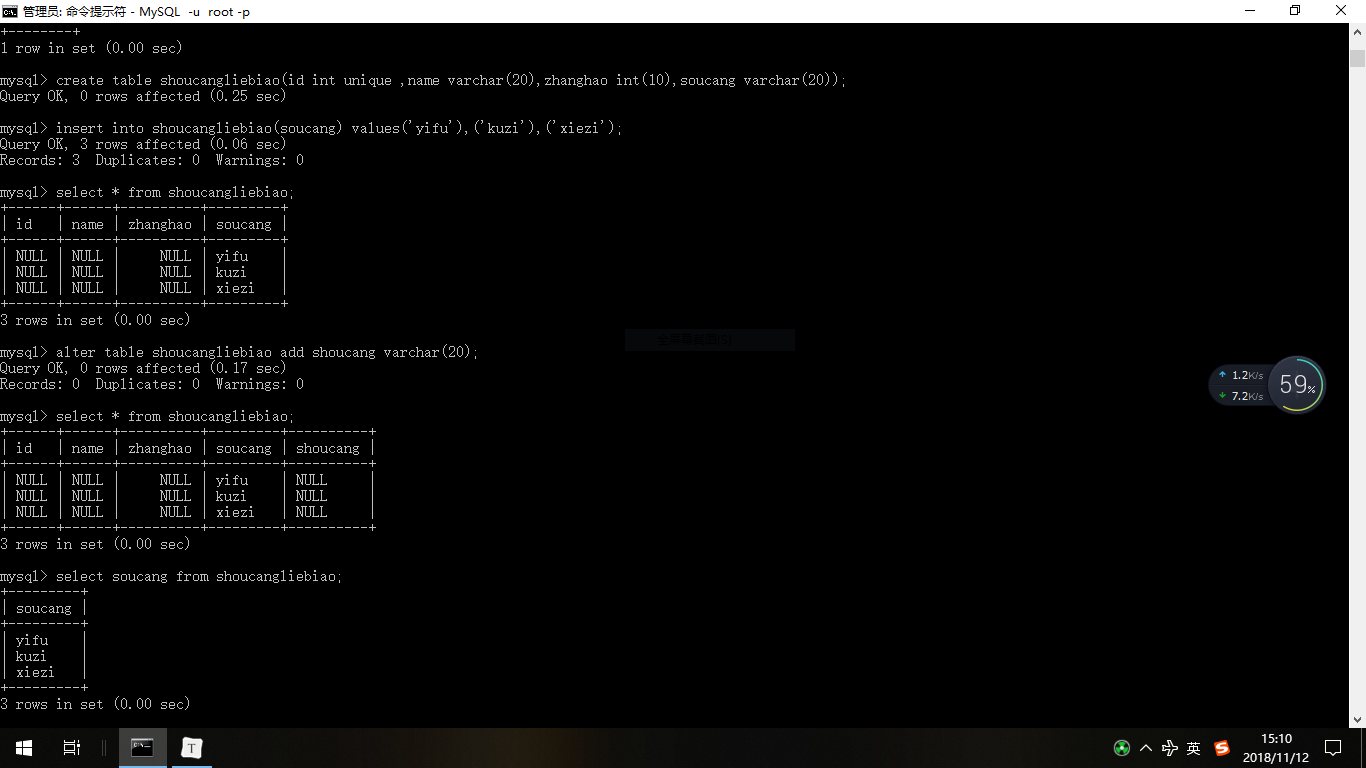 管理员: 命令提示符 - MySQL -u root -p
+--------+
1 row in set (0.00 sec)
mysql> create table shoucangliebiao(id int unique ,name varchar(20),zhanghao int(10),soucang varchar(20));
Query OK, 0 rows affected (0.25 sec)
mysql> insert into shoucangliebiao(soucang) values('yifu'),('kuzi'),('xiezi');
Query OK, 3 rows affected (0.06 sec)
Records: 3  Duplicates: 0  Warnings: 0
mysql> select * from shoucangliebiao;
+------+------+----------+---------+
| id   | name | zhanghao | soucang |
+------+------+----------+---------+
| NULL | NULL |     NULL | yifu    |
| NULL | NULL |     NULL | kuzi    |
| NULL | NULL |     NULL | xiezi   |
+------+------+----------+---------+
3 rows in set (0.00 sec)
mysql> alter table shoucangliebiao add shoucang varchar(20);
Query OK, 0 rows affected (0.17 sec)
Records: 0  Duplicates: 0  Warnings: 0
mysql> select * from shoucangliebiao;
+------+------+----------+---------+----------+
| id   | name | zhanghao | soucang | shoucang |
+------+------+----------+---------+----------+
| NULL | NULL |     NULL | yifu    | NULL     |
| NULL | NULL |     NULL | kuzi    | NULL     |
| NULL | NULL |     NULL | xiezi   | NULL     |
+------+------+----------+---------+----------+
3 rows in set (0.00 sec)
mysql> select soucang from shoucangliebiao;
+---------+
| soucang |
+---------+
| yifu    |
| kuzi    |
| xiezi   |
+---------+
3 rows in set (0.00 sec)
1.2K/s
7.2K/s
59%
T
英
S
15:10
2018/11/12